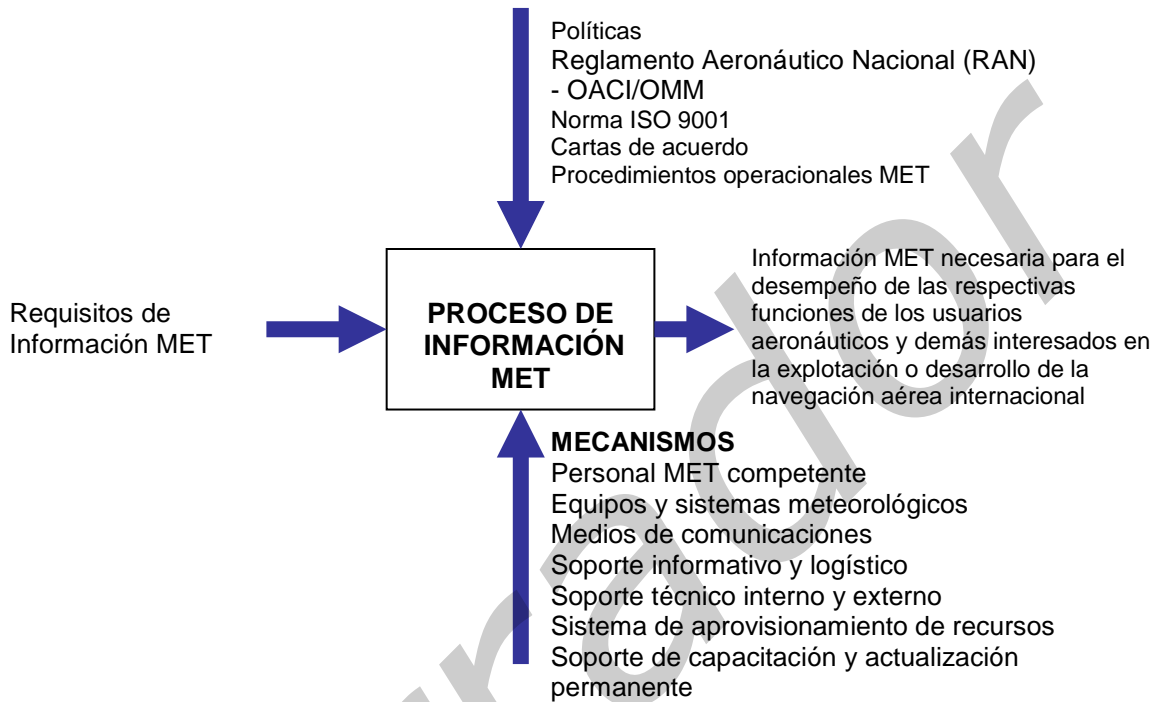 Políticas
Reglamento Aeronáutico Nacional (RAN)
- OACI/OMM
Norma ISO 9001
Cartas de acuerdo
Procedimientos operacionales MET
Requisitos de
Información MET
PROCESO DE
INFORMACIÓN
MET
Información MET necesaria para el
desempeño de las respectivas
funciones de los usuarios
aeronáuticos y demás interesados en
la explotación o desarrollo de la
navegación aérea internacional
MECANISMOS
Personal MET competente
Equipos y sistemas meteorológicos
Medios de comunicaciones
Soporte informativo y logístico
Soporte técnico interno y externo
Sistema de aprovisionamiento de recursos
Soporte de capacitación y actualización
permanente
rador